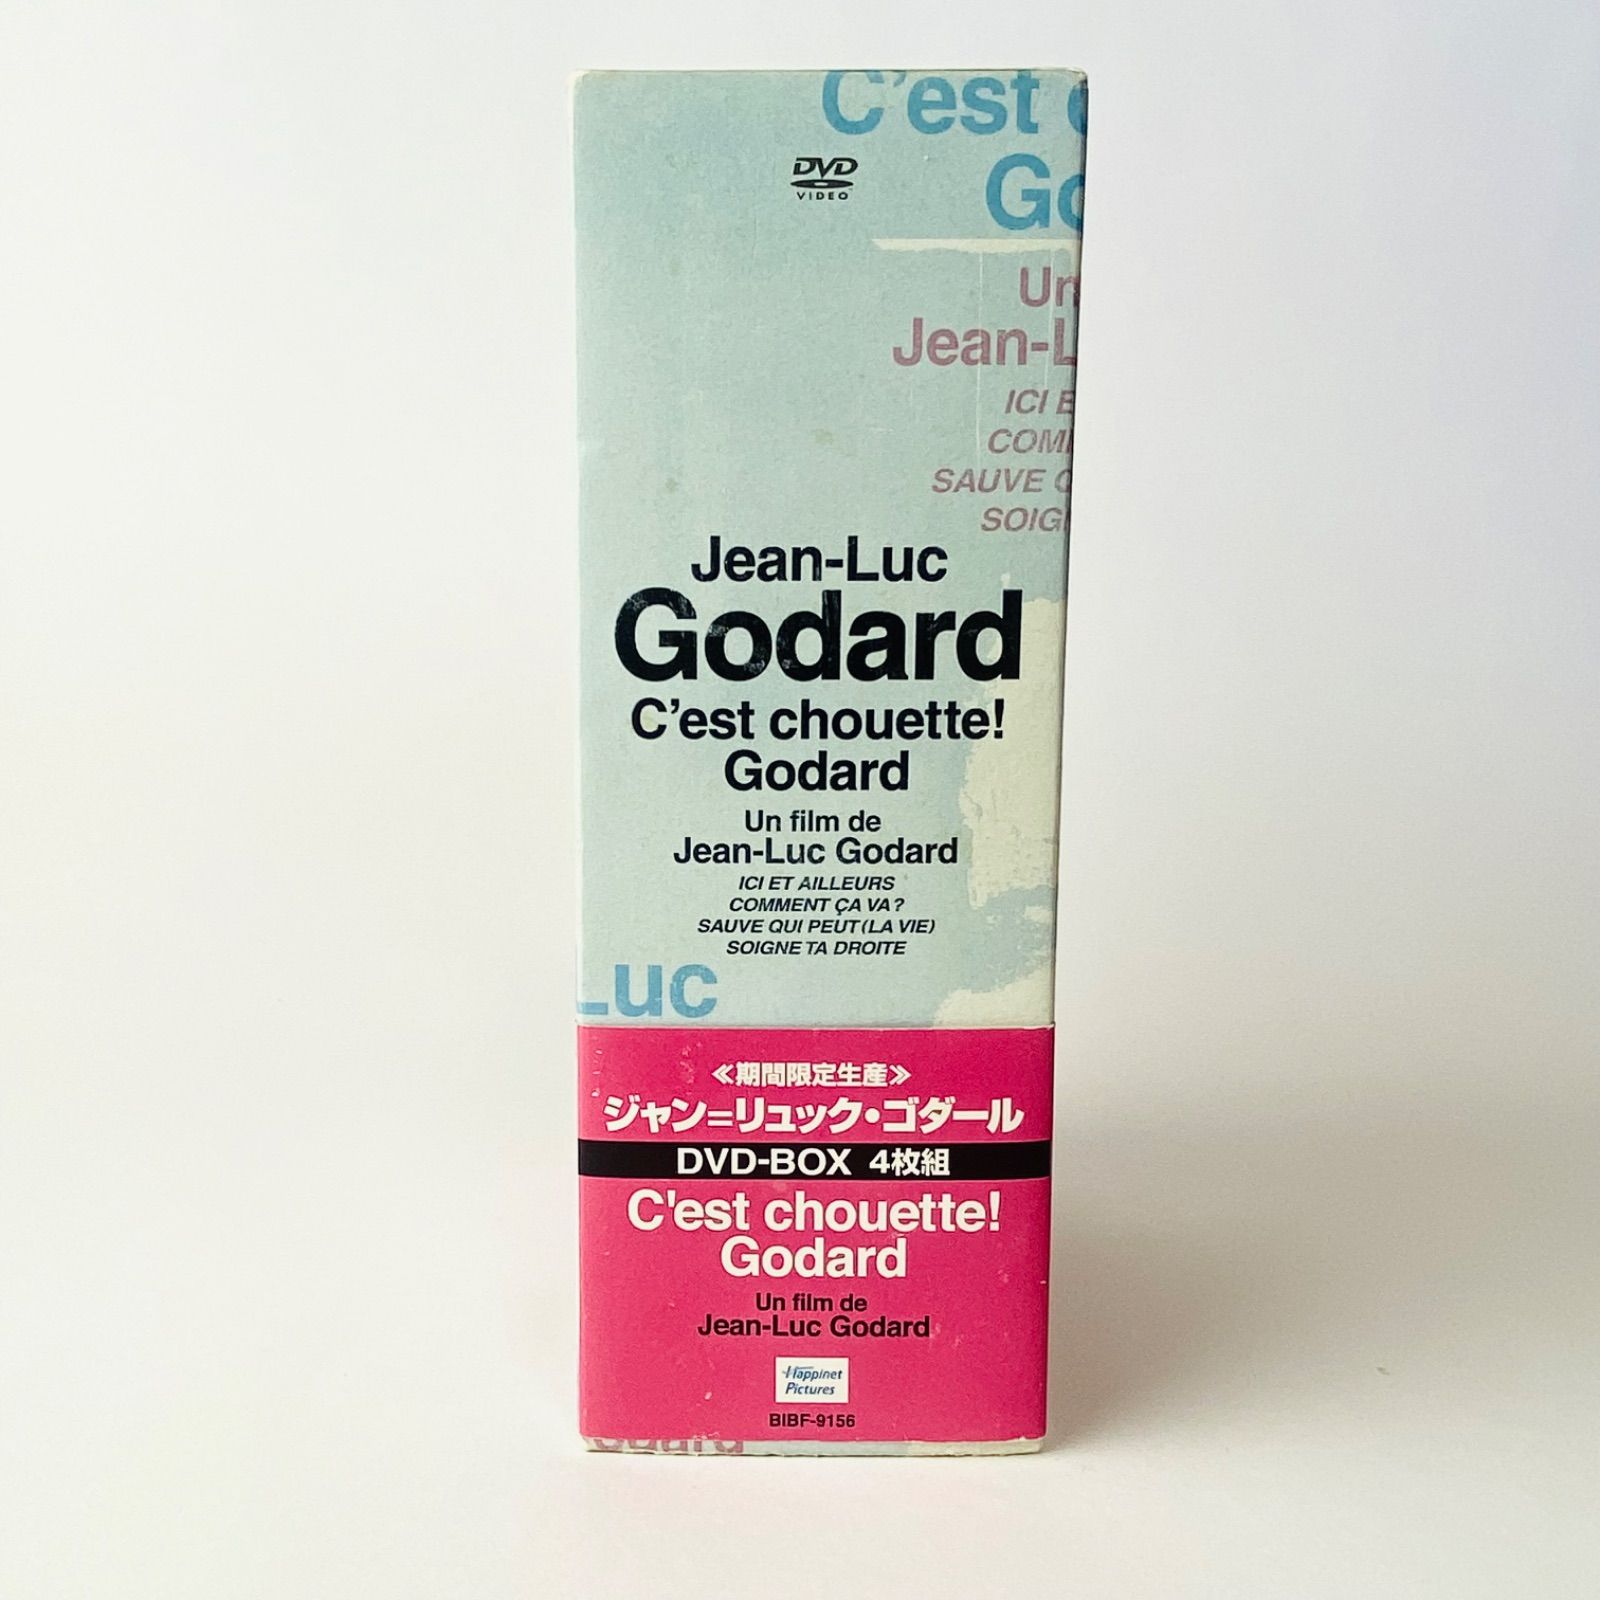 C'est
DVD
VIDEO
Go
Un
Jean-L
ICI E
COM
SAUVE
SOIG
Jean-Luc
Godard
C'est chouette!
Godard
Un film de
Jean-Luc Godard
ICI ET AILLEURS
COMMENT ÇA VA?
SAUVE QUI PEUT(LA VIE)
SOIGNE TA DROITE
Luc
≪期間限定生産≫
ジャン=リュック・ゴダール
DVD-BOX 4枚組
C'est chouette!
Godard
Un film de
Jean-Luc Godard
Happinet
Pictures
BIBF-9156